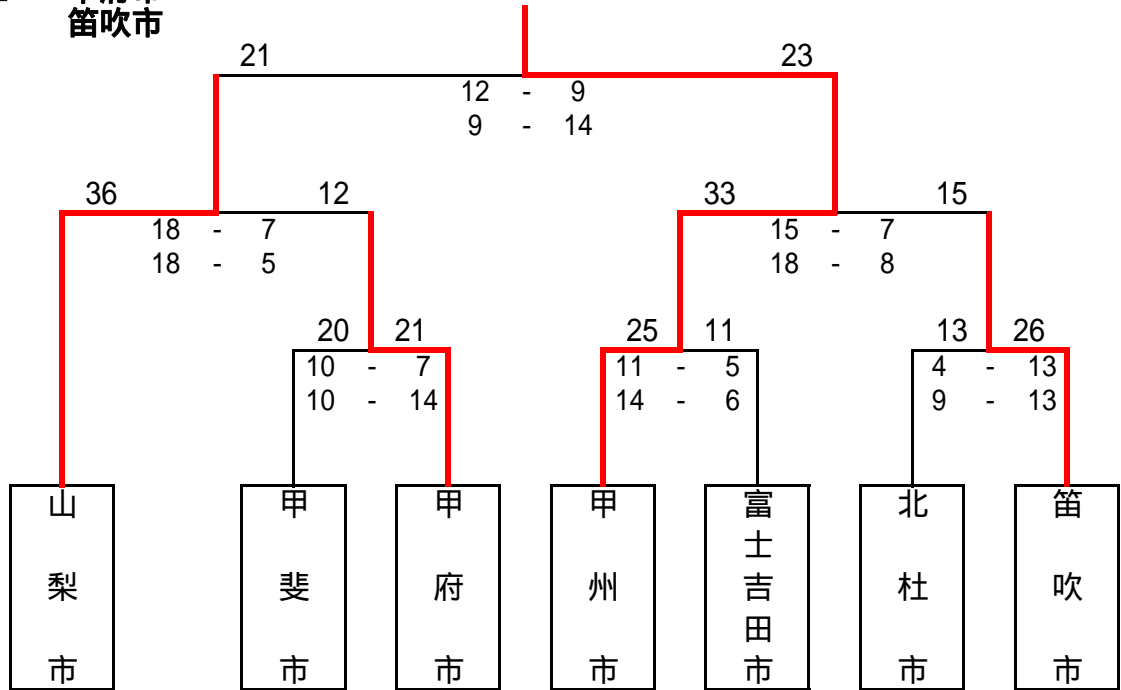 笛吹市
21 23
12 - 9
9 - 14
36 12 33 15
18 - 7 15 - 7
18 - 5 18 - 8
20 21 25 11 13 26
10 - 7 11 - 5 4 - 13
10 - 14 14 - 6 9 - 13
山梨市
甲斐市
甲府市
甲州市
富士吉田市
北杜市
笛吹市